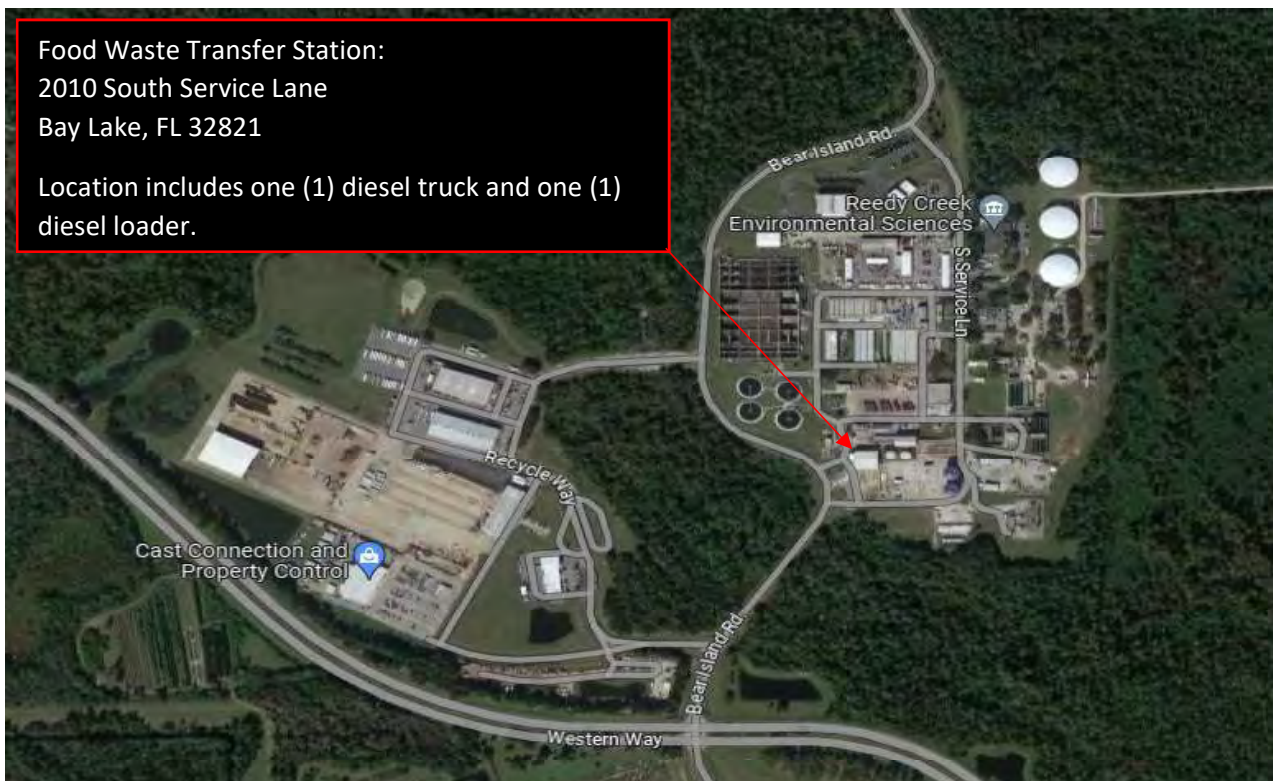 Food Waste Transfer Station:
2010 South Service Lane
Bay Lake, FL 32821
Location includes one (1) diesel truck and one (1)
diesel loader.
Bear Island Rd.
Reedy Creek
Environmental Sciences
S Service Ln
Recycle Way
Cast Connection and
Property Control
Bear Island Rd.
Western Way